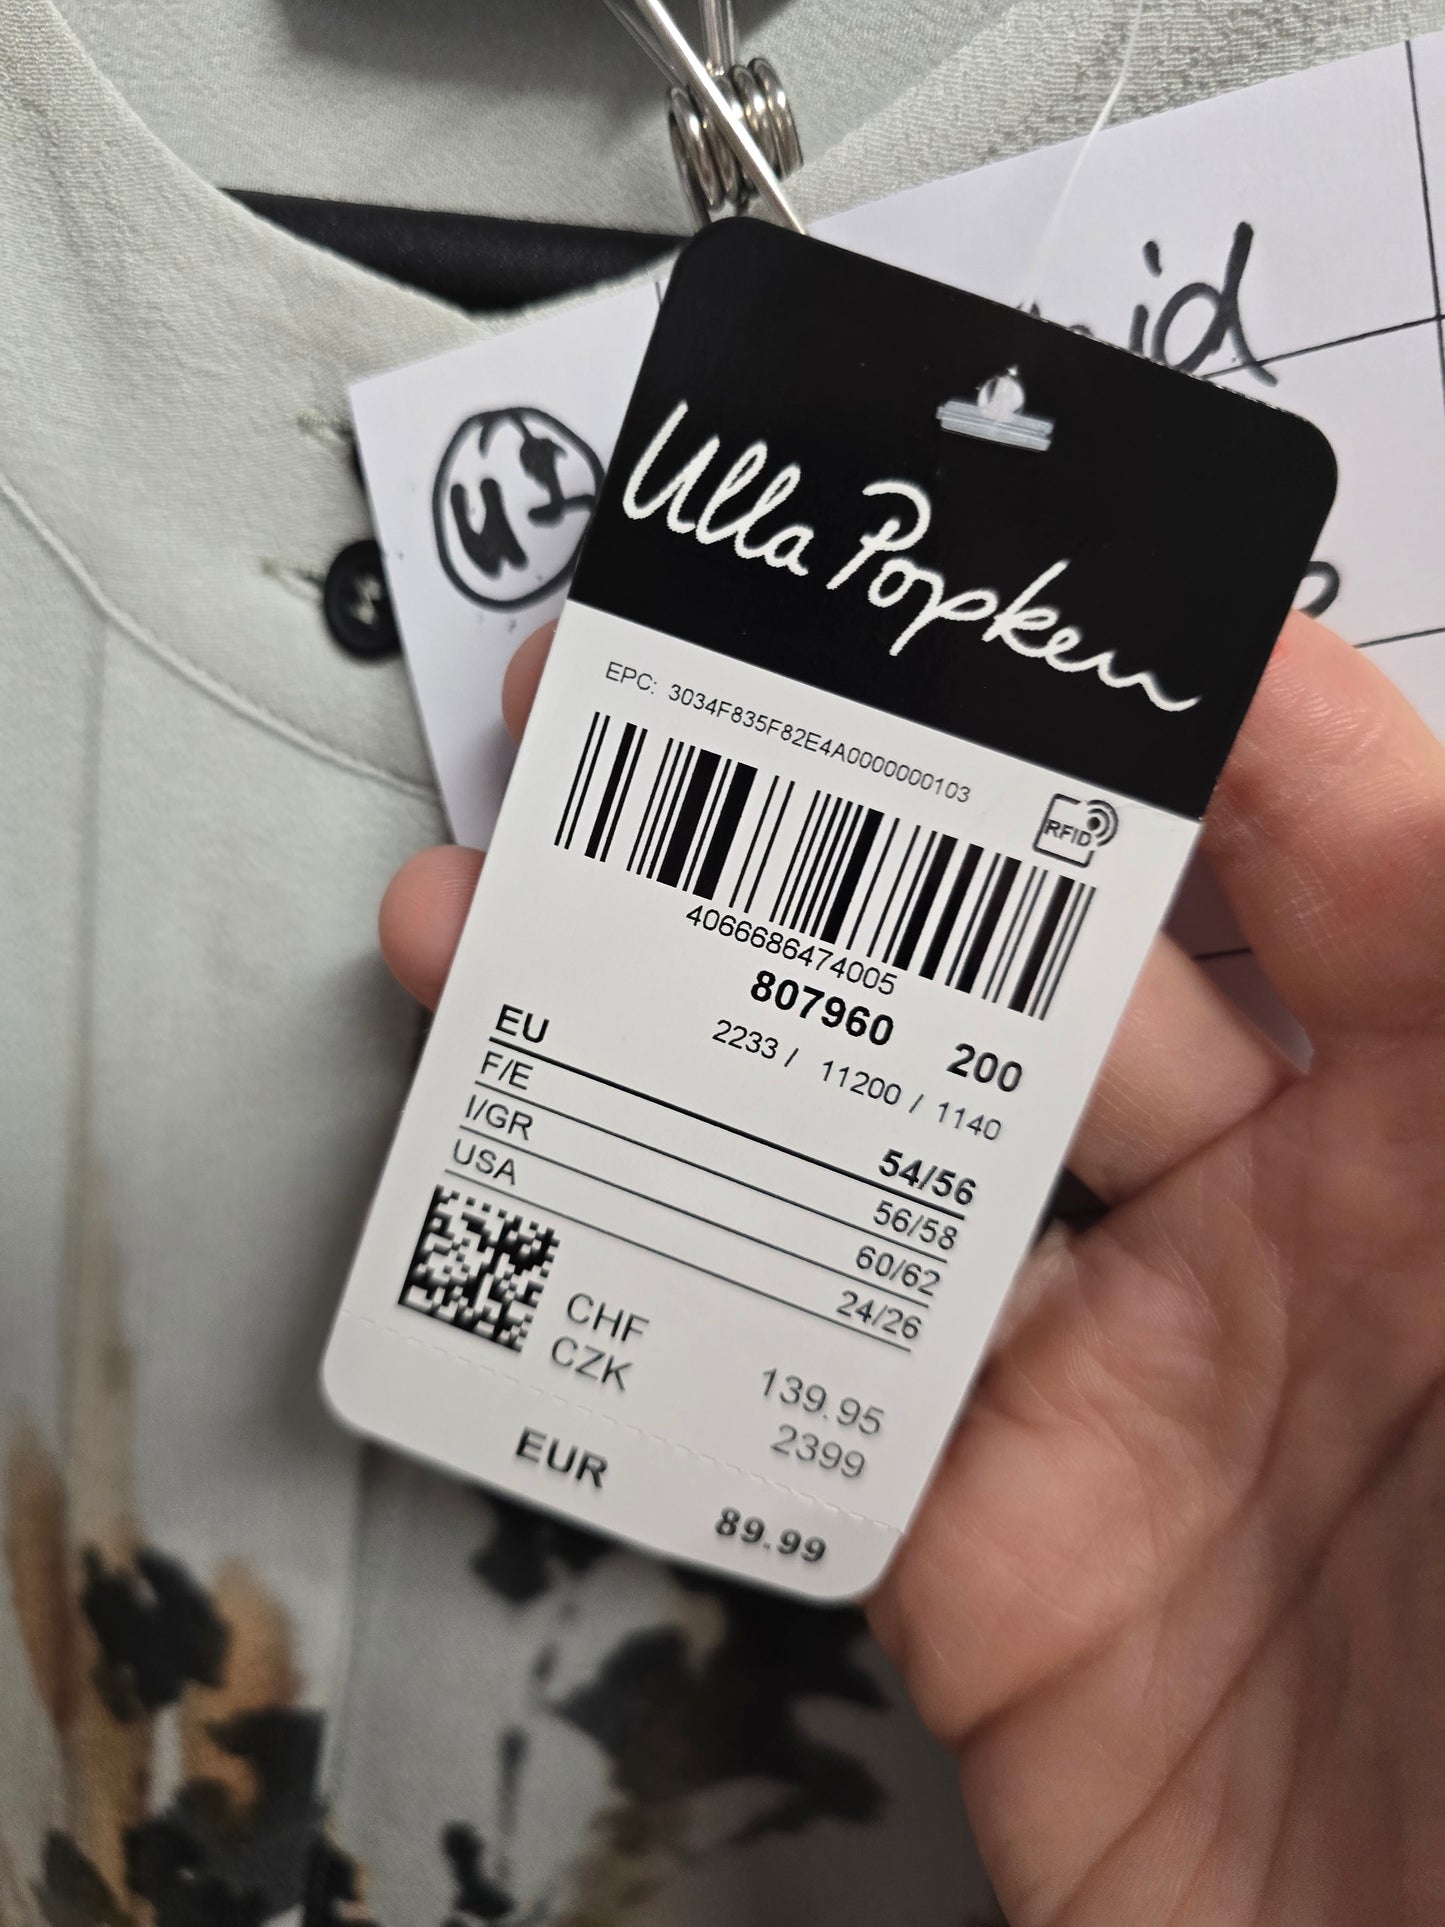 Ulla Popken
EPC: 3034F835F82E4A0000000103
RFID
4066686474005
807960 200
2233 / 11200 / 1140
EU 54/56
F/E 56/58
I/GR 60/62
USA 24/26
CHF 139.95
CZK 2399
EUR 89.99